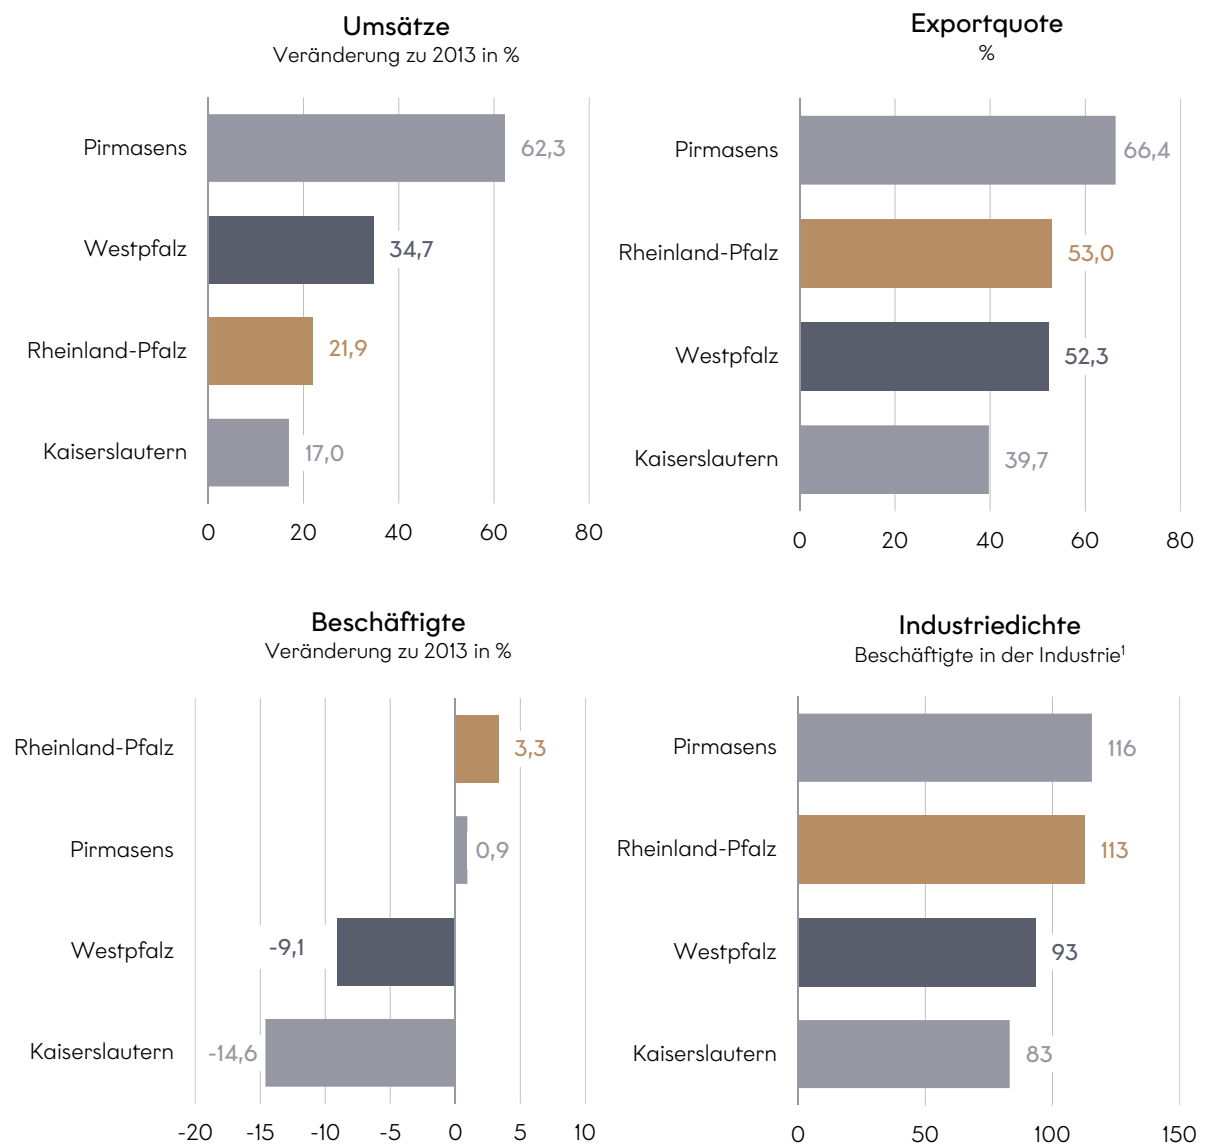 Umsätze
Veränderung zu 2013 in %
Pirmasens 62,3
Westpfalz 34,7
Rheinland-Pfalz 21,9
Kaiserslautern 17,0
0 20 40 60 80
Exportquote
%
Pirmasens 66,4
Rheinland-Pfalz 53,0
Westpfalz 52,3
Kaiserslautern 39,7
0 20 40 60 80
Beschäftigte
Veränderung zu 2013 in %
Rheinland-Pfalz 3,3
Pirmasens 0,9
Westpfalz -9,1
Kaiserslautern -14,6
-20 -15 -10 -5 0 5 10
Industriedichte
Beschäftigte in der Industrie¹
Pirmasens 116
Rheinland-Pfalz 113
Westpfalz 93
Kaiserslautern 83
0 50 100 150